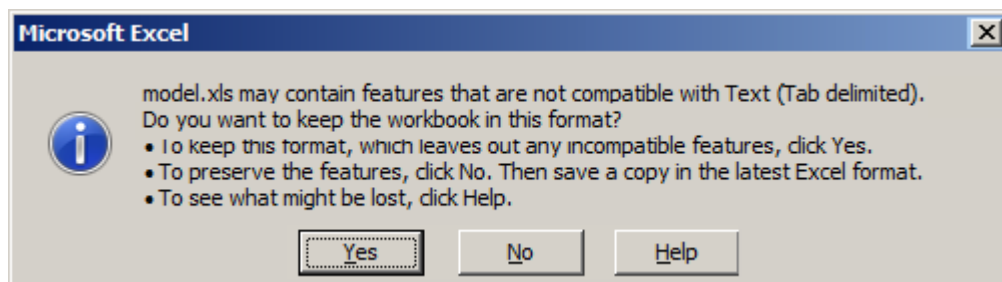 Microsoft Excel
model.xls may contain features that are not compatible with Text (Tab delimited).
Do you want to keep the workbook in this format?
• To keep this format, which leaves out any incompatible features, click Yes.
• To preserve the features, click No. Then save a copy in the latest Excel format.
• To see what might be lost, click Help.
Yes No Help